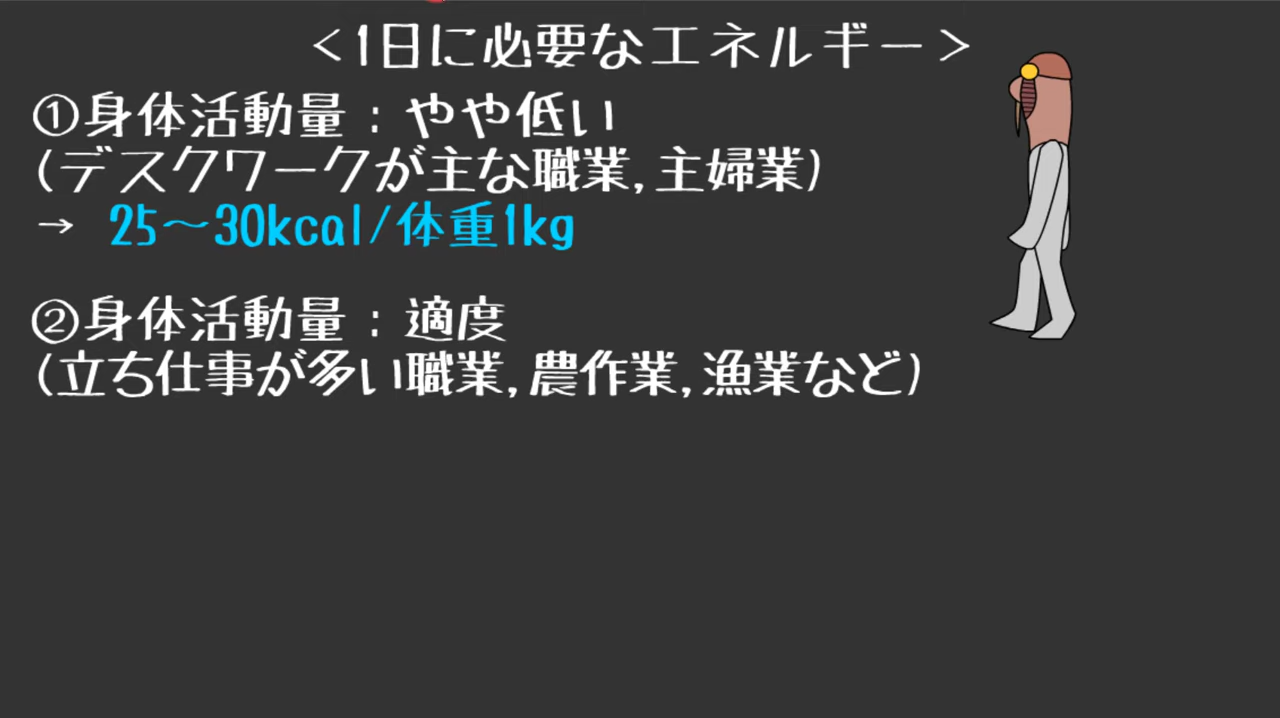 <1日に必要なエネルギー>
①身体活動量:やや低い
(デスクワークが主な職業,主婦業)
→ 25~30kcal/体重1kg
②身体活動量:適度
(立ち仕事が多い職業,農作業,漁業など)